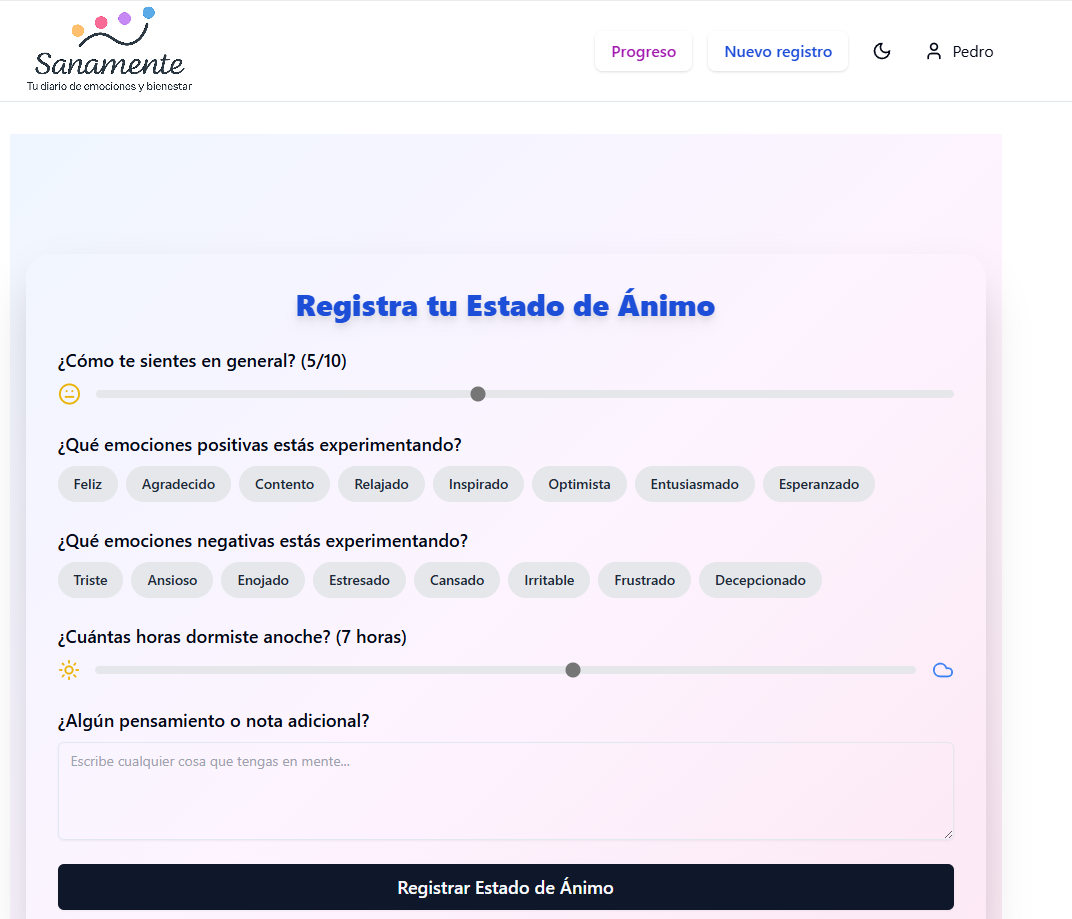 Sanamente
Tu diario de emociones y bienestar
Progreso
Nuevo registro
Pedro
Registra tu Estado de Ánimo
¿Cómo te sientes en general? (5/10)
¿Qué emociones positivas estás experimentando?
Feliz Agradecido Contento Relajado Inspirado Optimista Entusiasmado Esperanzado
¿Qué emociones negativas estás experimentando?
Triste Ansioso Enojado Estresado Cansado Irritable Frustrado Decepcionado
¿Cuántas horas dormiste anoche? (7 horas)
¿Algún pensamiento o nota adicional?
Escribe cualquier cosa que tengas en mente...
Registrar Estado de Ánimo